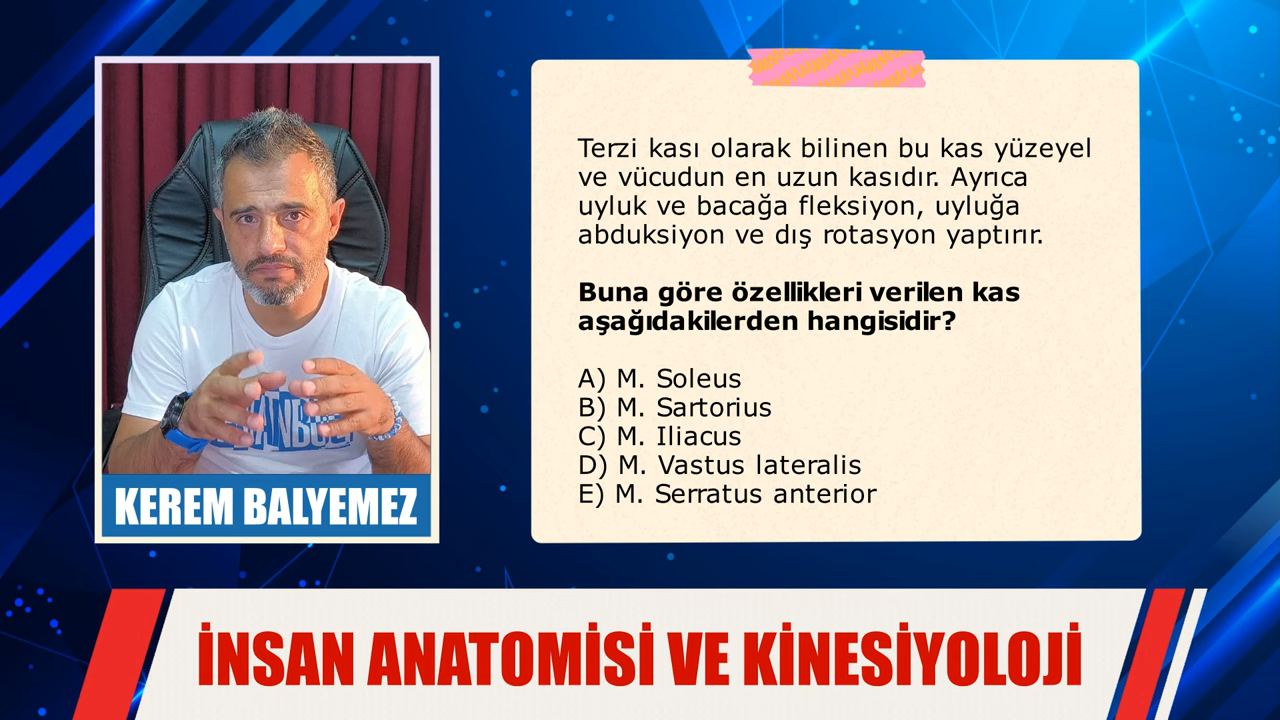 Terzi kası olarak bilinen bu kas yüzeyel
ve vücudun en uzun kasıdır. Ayrıca
uyluk ve bacağa fleksiyon, uyluğa
abduksiyon ve dış rotasyon yaptırır.
Buna göre özellikleri verilen kas
aşağıdakilerden hangisidir?
A) M. Soleus
B) M. Sartorius
C) M. Iliacus
D) M. Vastus lateralis
E) M. Serratus anterior
KEREM BALYEMEZ
İNSAN ANATOMİSİ VE KİNESİYOLOJİ